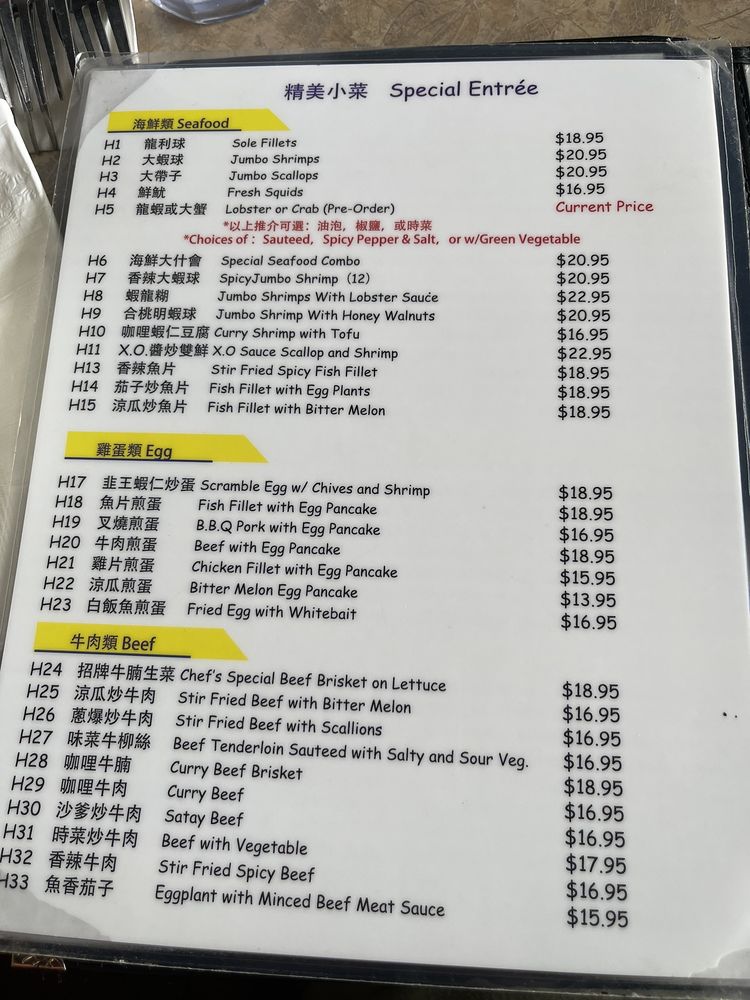 精美小菜 Special Entrée
海鮮類 Seafood
H1 龍利球 Sole Fillets $18.95
H2 大蝦球 Jumbo Shrimps $20.95
H3 大帶子 Jumbo Scallops $20.95
H4 鮮魷 Fresh Squids $16.95
H5 龍蝦或大蟹 Lobster or Crab (Pre-Order) Current Price
*以上推介可選：油泡，椒鹽，或時菜
*Choices of : Sauteed, Spicy Pepper & Salt, or w/Green Vegetable
H6 海鮮大什會 Special Seafood Combo $20.95
H7 香辣大蝦球 SpicyJumbo Shrimp (12) $20.95
H8 蝦龍糊 Jumbo Shrimps With Lobster Sauce $22.95
H9 合桃明蝦球 Jumbo Shrimp With Honey Walnuts $20.95
H10 咖哩蝦仁豆腐 Curry Shrimp with Tofu $16.95
H11 X.O.醬炒雙鮮 X.O Sauce Scallop and Shrimp $22.95
H13 香辣魚片 Stir Fried Spicy Fish Fillet $18.95
H14 茄子炒魚片 Fish Fillet with Egg Plants $18.95
H15 涼瓜炒魚片 Fish Fillet with Bitter Melon $18.95
雞蛋類 Egg
H17 韭王蝦仁炒蛋 Scramble Egg w/ Chives and Shrimp $18.95
H18 魚片煎蛋 Fish Fillet with Egg Pancake $18.95
H19 叉燒煎蛋 B.B.Q Pork with Egg Pancake $16.95
H20 牛肉煎蛋 Beef with Egg Pancake $18.95
H21 雞片煎蛋 Chicken Fillet with Egg Pancake $15.95
H22 涼瓜煎蛋 Bitter Melon Egg Pancake $13.95
H23 白飯魚煎蛋 Fried Egg with Whitebait $16.95
牛肉類 Beef
H24 招牌牛腩生菜 Chef's Special Beef Brisket on Lettuce $18.95
H25 涼瓜炒牛肉 Stir Fried Beef with Bitter Melon $16.95
H26 蔥爆炒牛肉 Stir Fried Beef with Scallions $16.95
H27 味菜牛柳絲 Beef Tenderloin Sauteed with Salty and Sour Veg. $16.95
H28 咖哩牛腩 Curry Beef Brisket $18.95
H29 咖哩牛肉 Curry Beef $16.95
H30 沙爹炒牛肉 Satay Beef $16.95
H31 時菜炒牛肉 Beef with Vegetable $17.95
H32 香辣牛肉 Stir Fried Spicy Beef $16.95
H33 魚香茄子 Eggplant with Minced Beef Meat Sauce $15.95